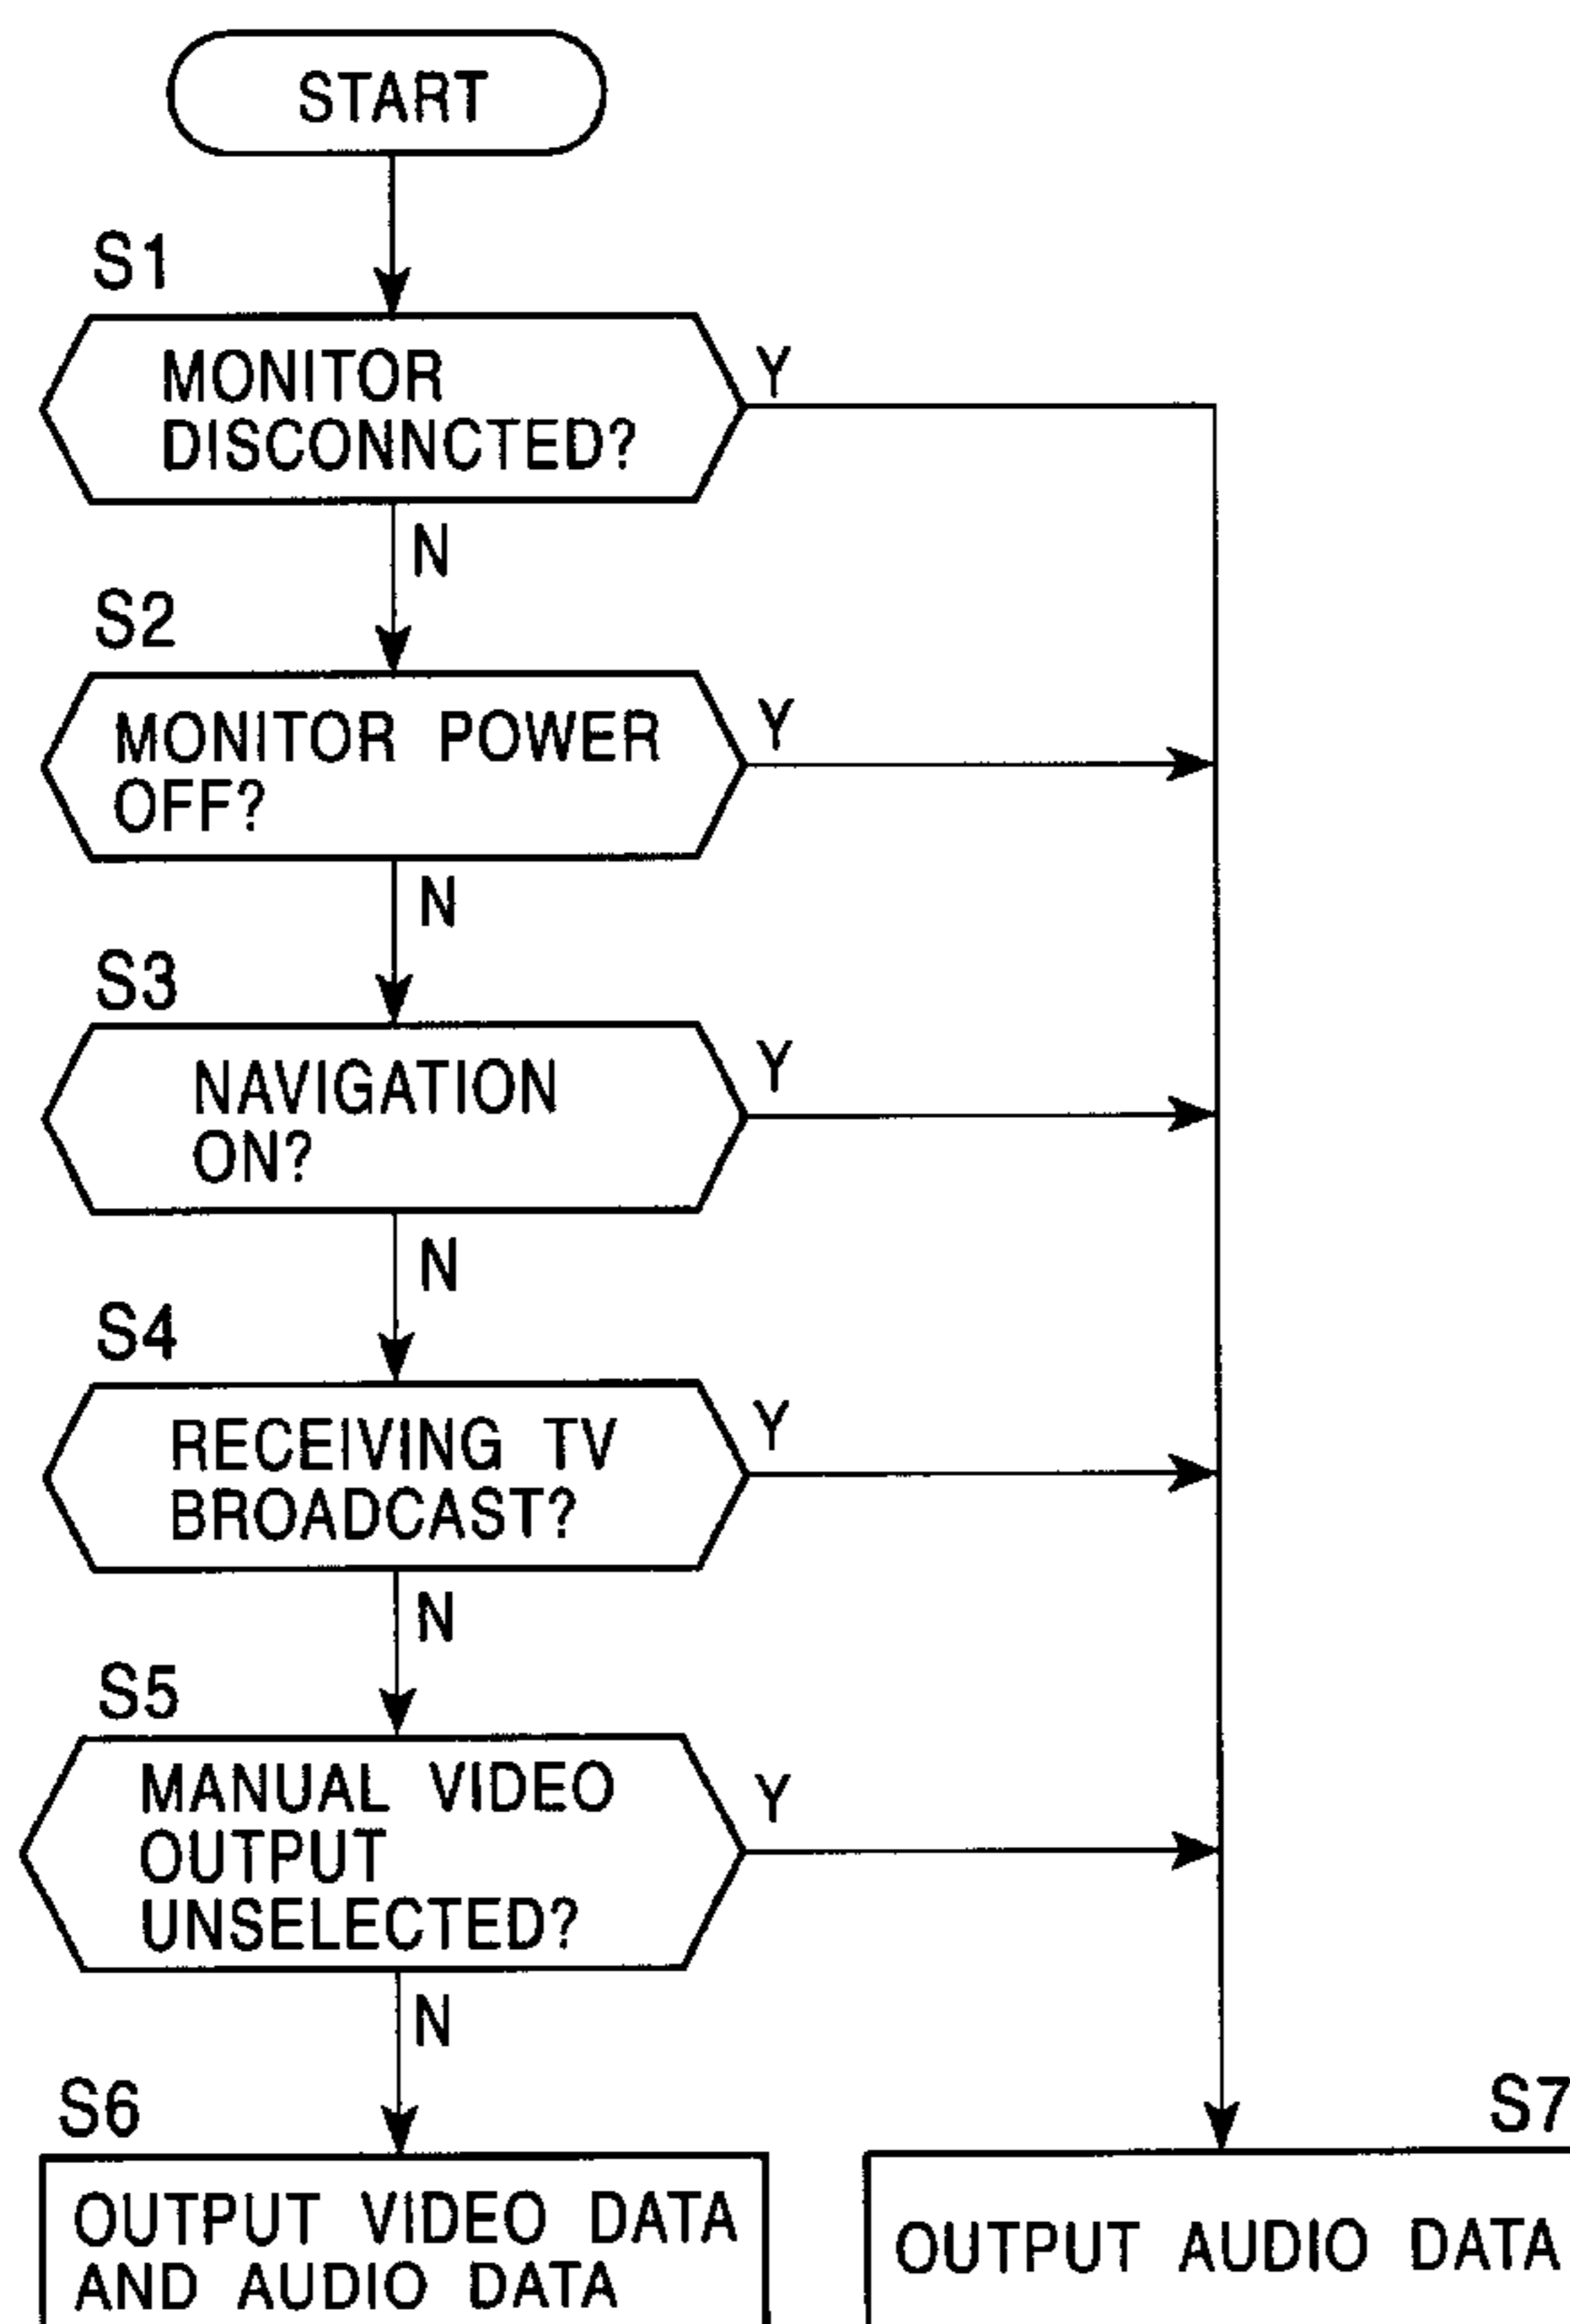 START
S1
MONITOR
DISCONNCTED?
Y
N
S2
MONITOR POWER
OFF?
Y
N
S3
NAVIGATION
ON?
Y
N
S4
RECEIVING TV
BROADCAST?
Y
N
S5
MANUAL VIDEO
OUTPUT
UNSELECTED?
Y
N
S6
OUTPUT VIDEO DATA
AND AUDIO DATA
S7
OUTPUT AUDIO DATA